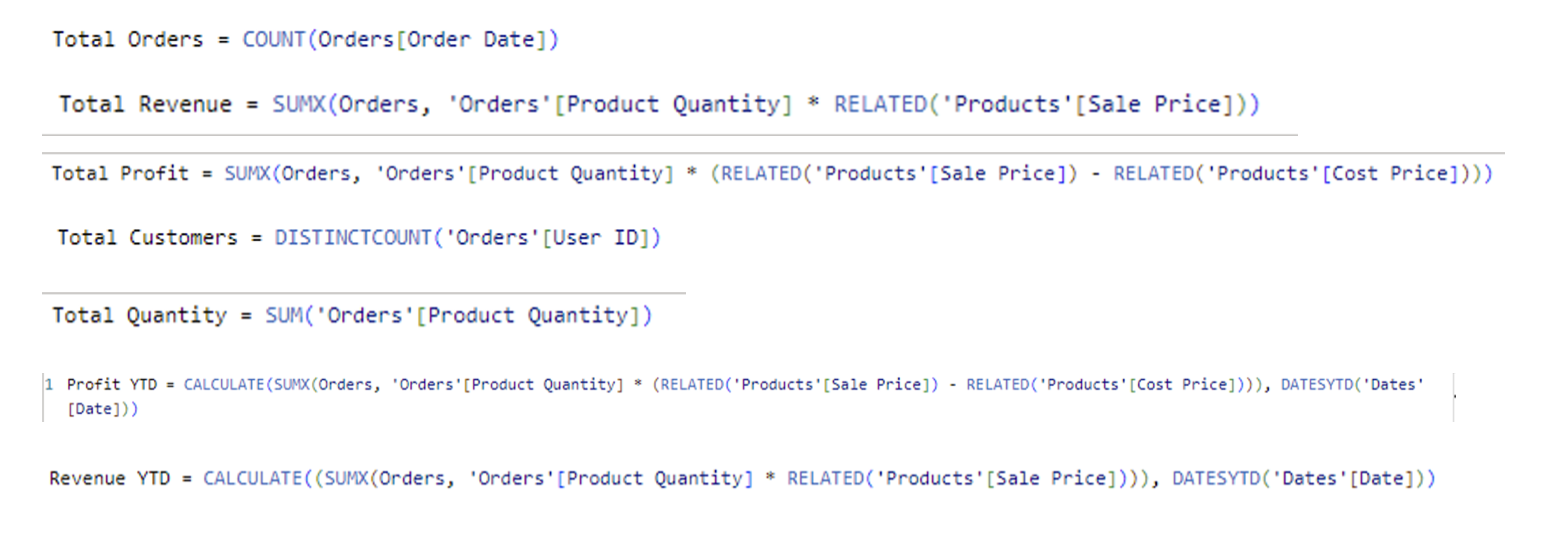 Total Orders = COUNT(Orders[Order Date])
Total Revenue = SUMX(Orders, 'Orders'[Product Quantity] * RELATED('Products'[Sale Price]))
Total Profit = SUMX(Orders, 'Orders'[Product Quantity] * (RELATED('Products'[Sale Price]) - RELATED('Products'[Cost Price])))
Total Customers = DISTINCTCOUNT('Orders'[User ID])
Total Quantity = SUM('Orders'[Product Quantity])
1 Profit YTD = CALCULATE(SUMX(Orders, 'Orders'[Product Quantity] * (RELATED('Products'[Sale Price]) - RELATED('Products'[Cost Price]))), DATESYTD('Dates'
[Date]))
Revenue YTD = CALCULATE((SUMX(Orders, 'Orders'[Product Quantity] * RELATED('Products'[Sale Price]))), DATESYTD('Dates'[Date]))